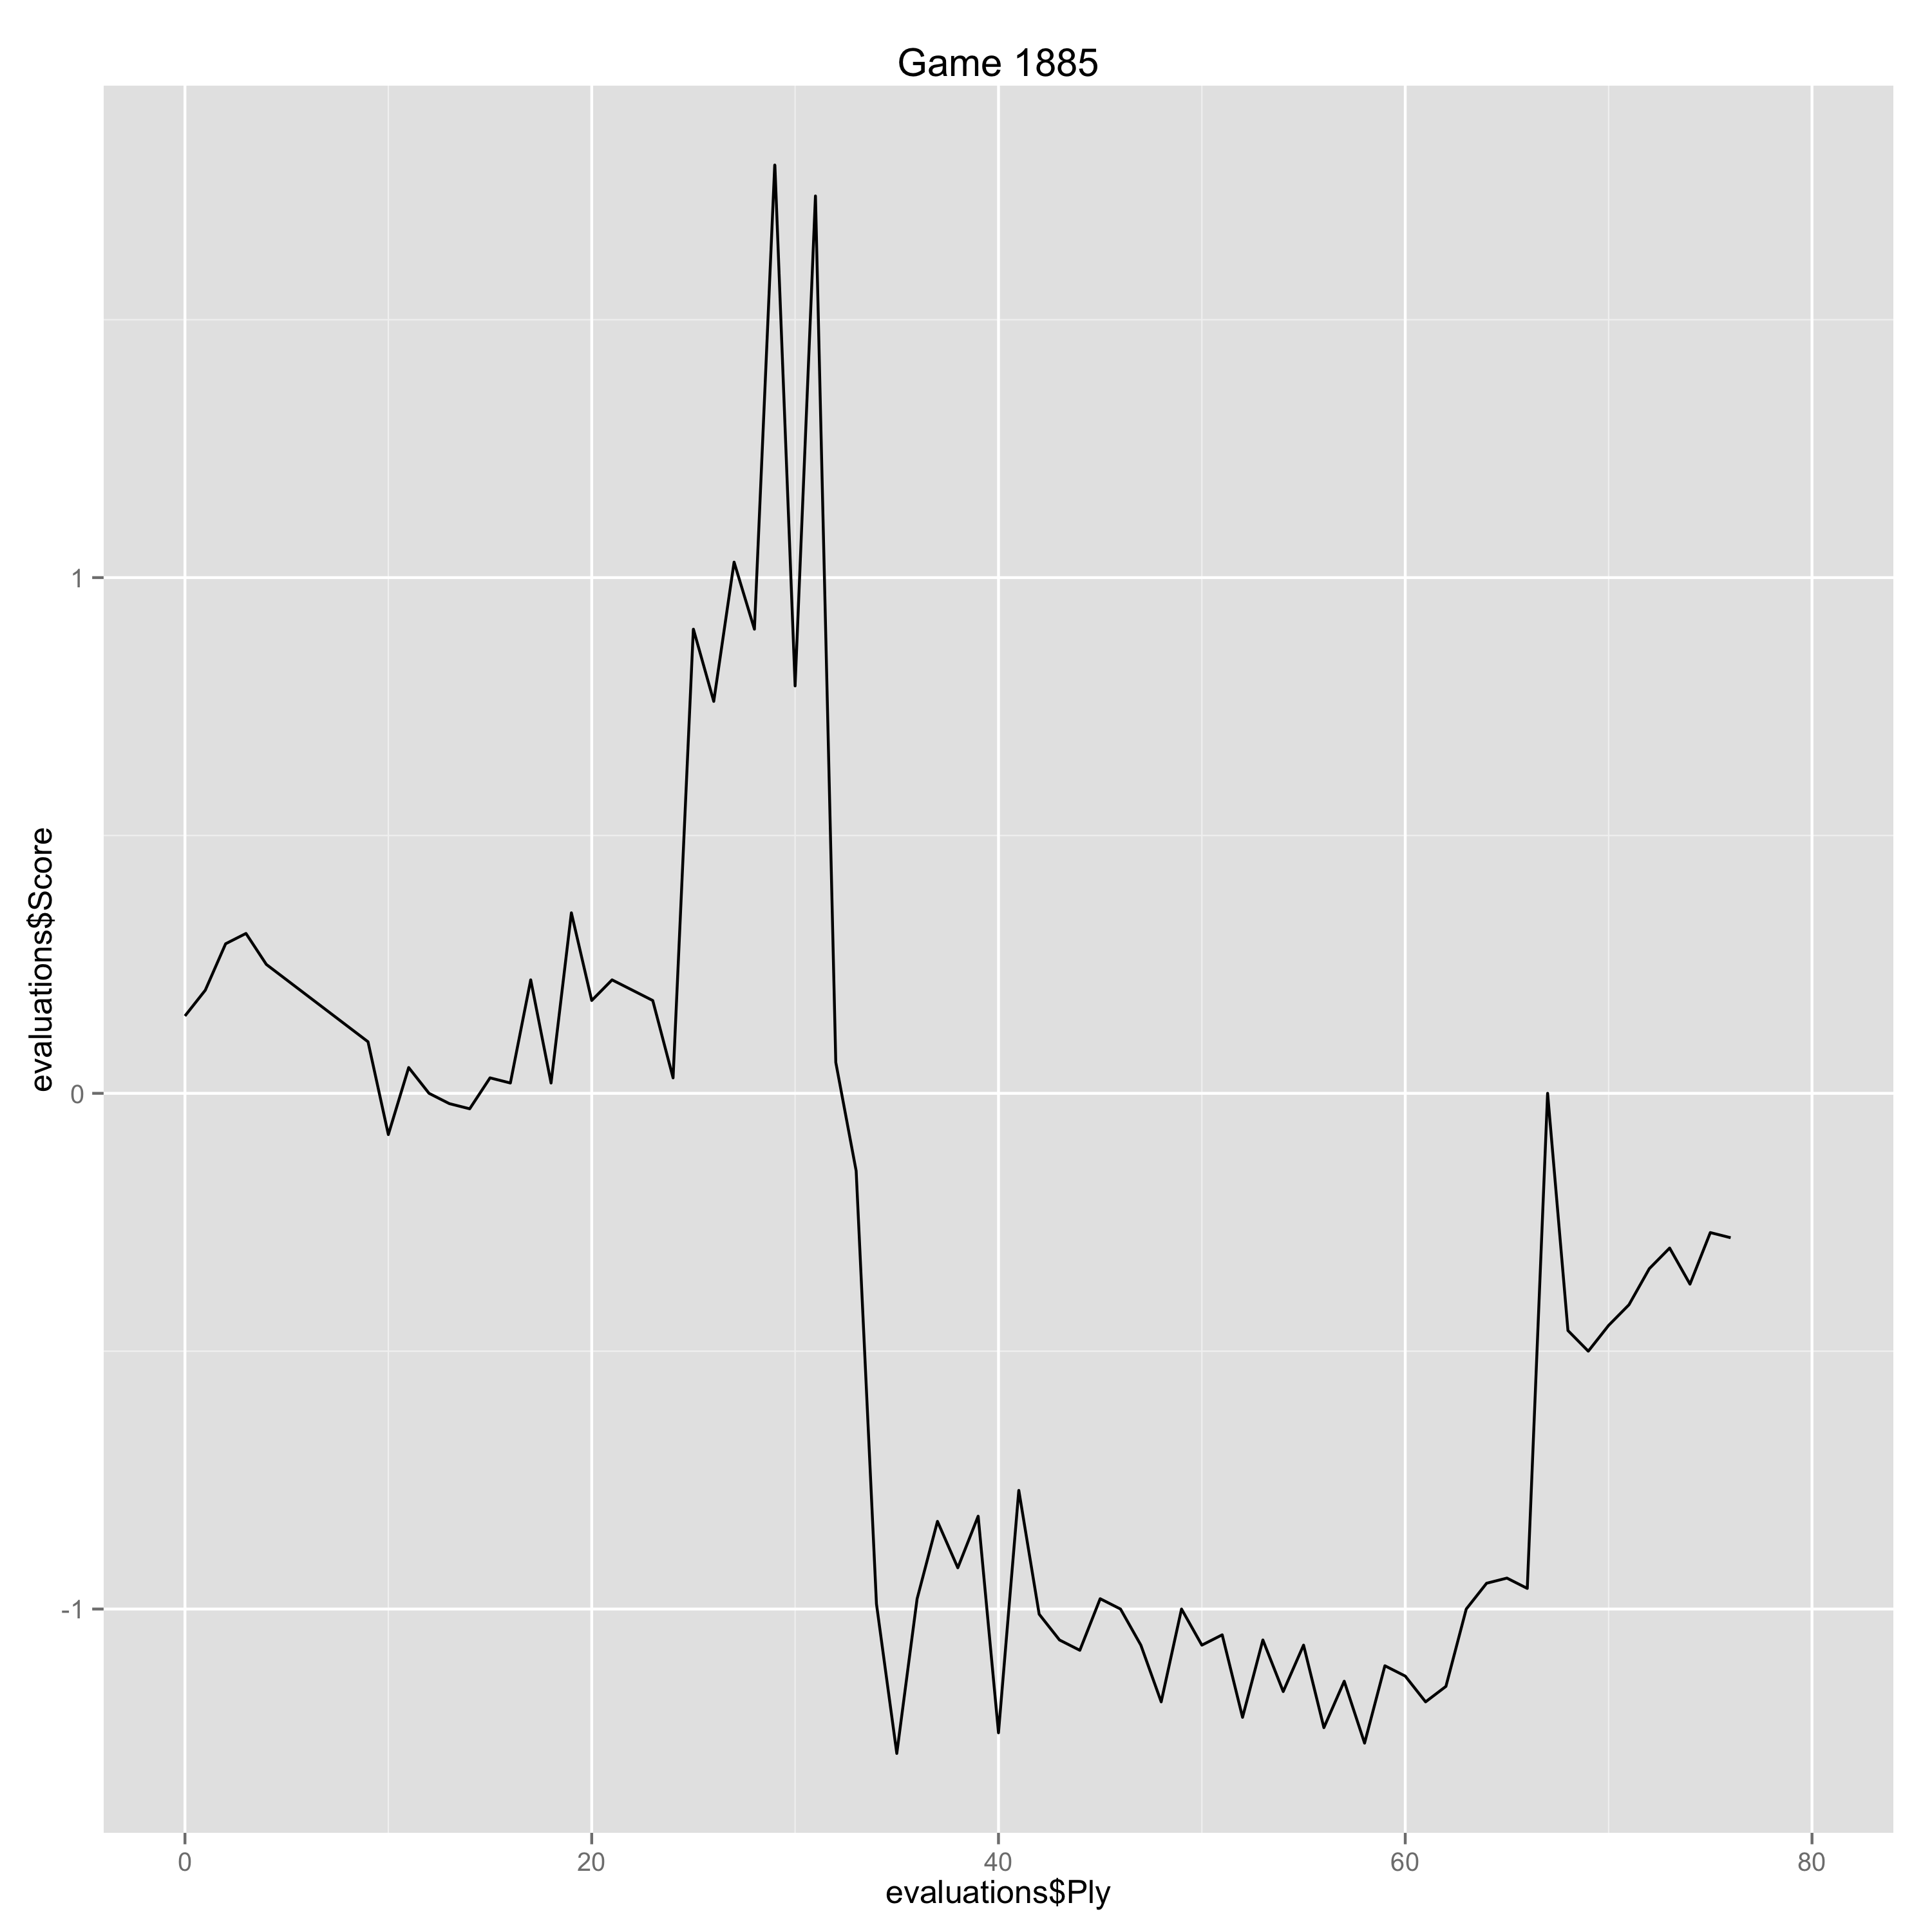 Game 1885
evaluations$Score
1
0
-1
0 20 40 60 80
evaluations$Ply